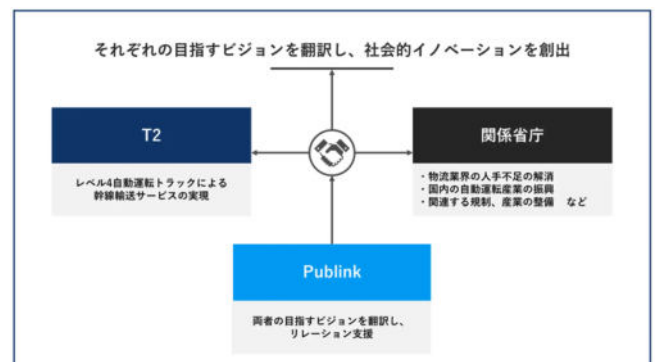 それぞれの目指すビジョンを翻訳し、社会的イノベーションを創出
T2
レベル4自動運転トラックによる
幹線輸送サービスの実現
関係省庁
・物流業界の人手不足の解消
・国内の自動運転産業の振興
・関連する規制、産業の整備　など
Publink
両者の目指すビジョンを翻訳し、
リレーション支援